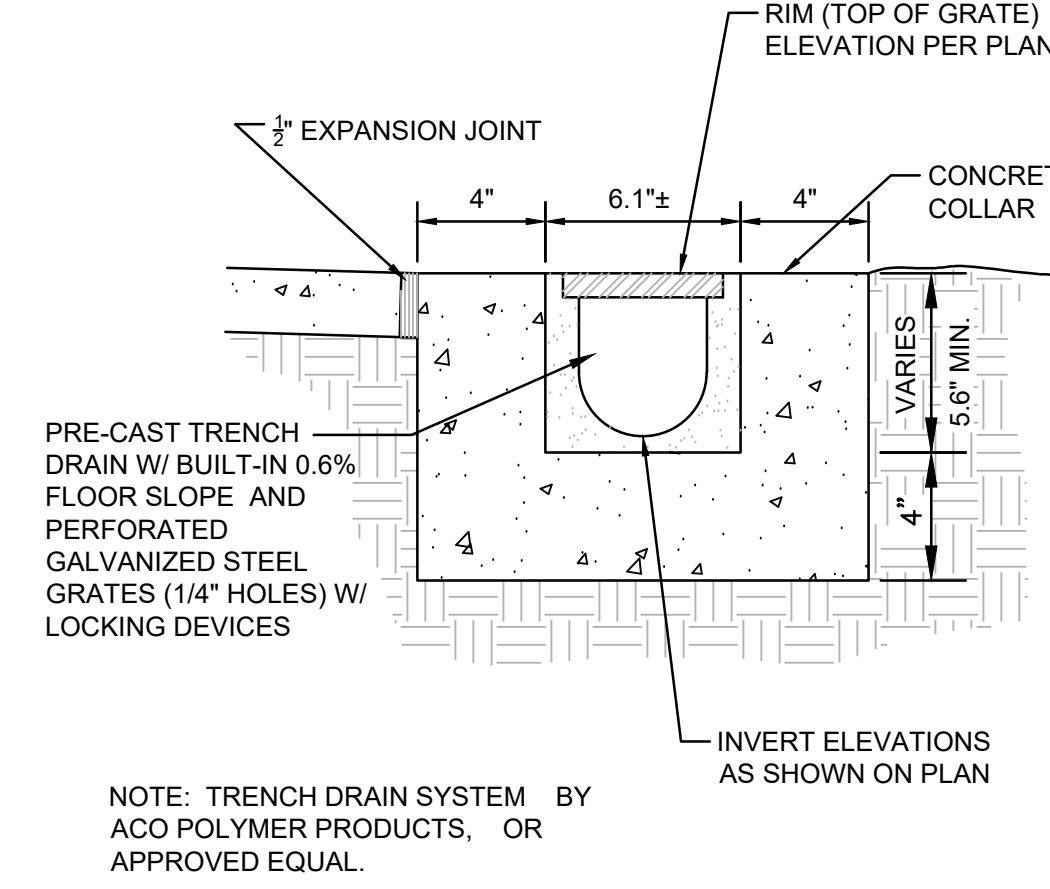 RIM (TOP OF GRATE)
ELEVATION PER PLAN
½" EXPANSION JOINT
CONCRET
COLLAR
4"
6.1"±
4"
VARIES
5.6" MIN.
4"
PRE-CAST TRENCH
DRAIN W/ BUILT-IN 0.6%
FLOOR SLOPE AND
PERFORATED
GALVANIZED STEEL
GRATES (1/4" HOLES) W/
LOCKING DEVICES
INVERT ELEVATIONS
AS SHOWN ON PLAN
NOTE: TRENCH DRAIN SYSTEM BY
ACO POLYMER PRODUCTS, OR
APPROVED EQUAL.